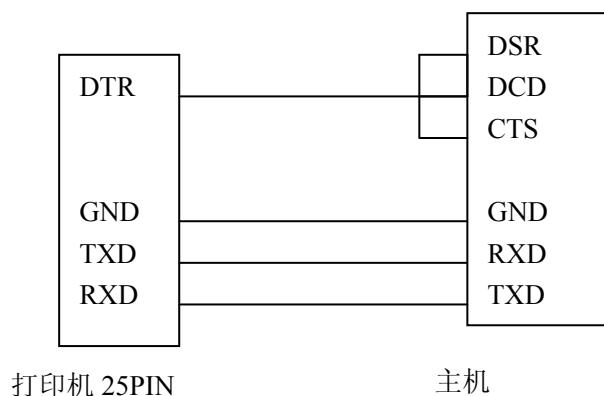 DTR
GND
TXD
RXD
DSR
DCD
CTS
GND
RXD
TXD
打印机 25PIN
主机